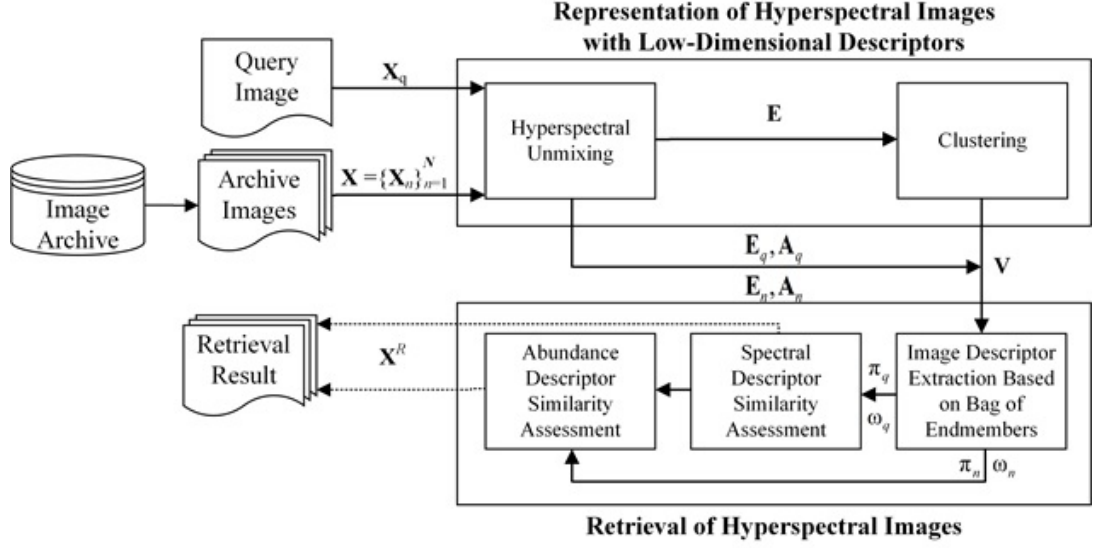 Representation of Hyperspectral Images
with Low-Dimensional Descriptors
Query
Image
X_q
Hyperspectral
Unmixing
E
Clustering
Image
Archive
Archive
Images
X = {X_n}_{n=1}^N
E_q, A_q
E_n, A_n
V
Retrieval
Result
X^R
Abundance
Descriptor
Similarity
Assessment
Spectral
Descriptor
Similarity
Assessment
π_q
ω_q
Image Descriptor
Extraction Based
on Bag of
Endmembers
π_n ω_n
Retrieval of Hyperspectral Images